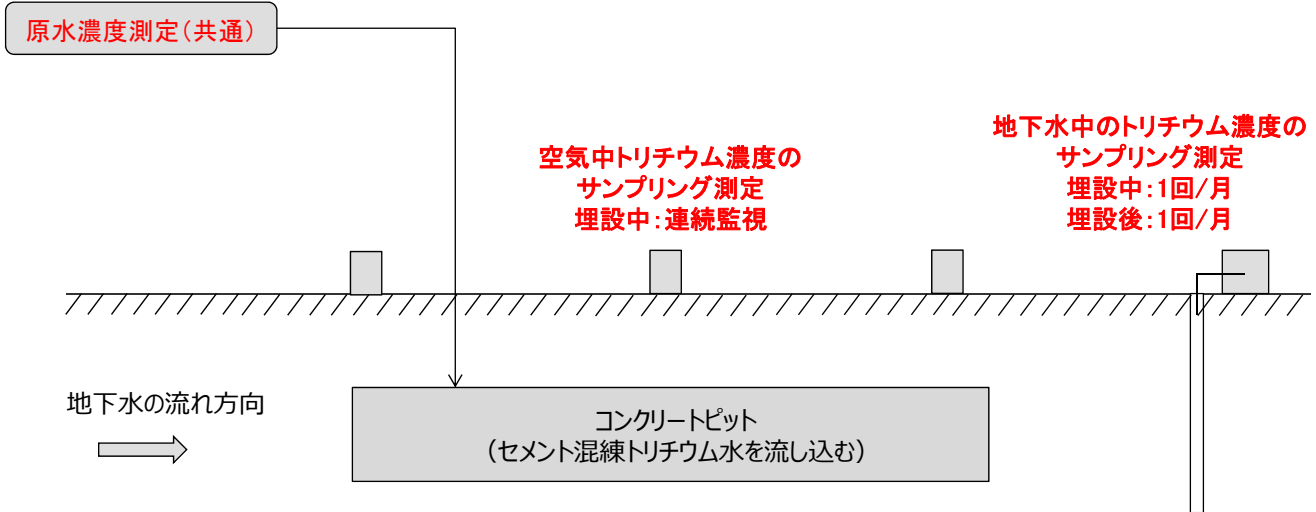 原水濃度測定（共通）
空気中トリチウム濃度の
サンプリング測定
埋設中：連続監視
地下水中のトリチウム濃度の
サンプリング測定
埋設中：1回/月
埋設後：1回/月
地下水の流れ方向
コンクリートピット
（セメント混練トリチウム水を流し込む）